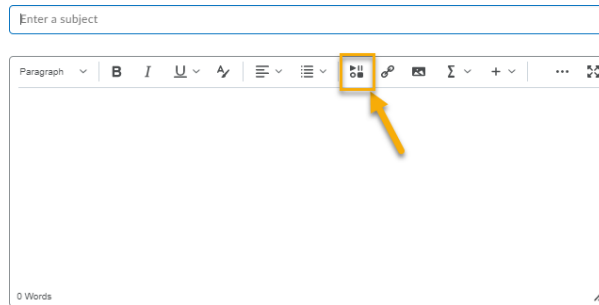 Enter a subject
Paragraph B I U A Σ + ...
0 Words